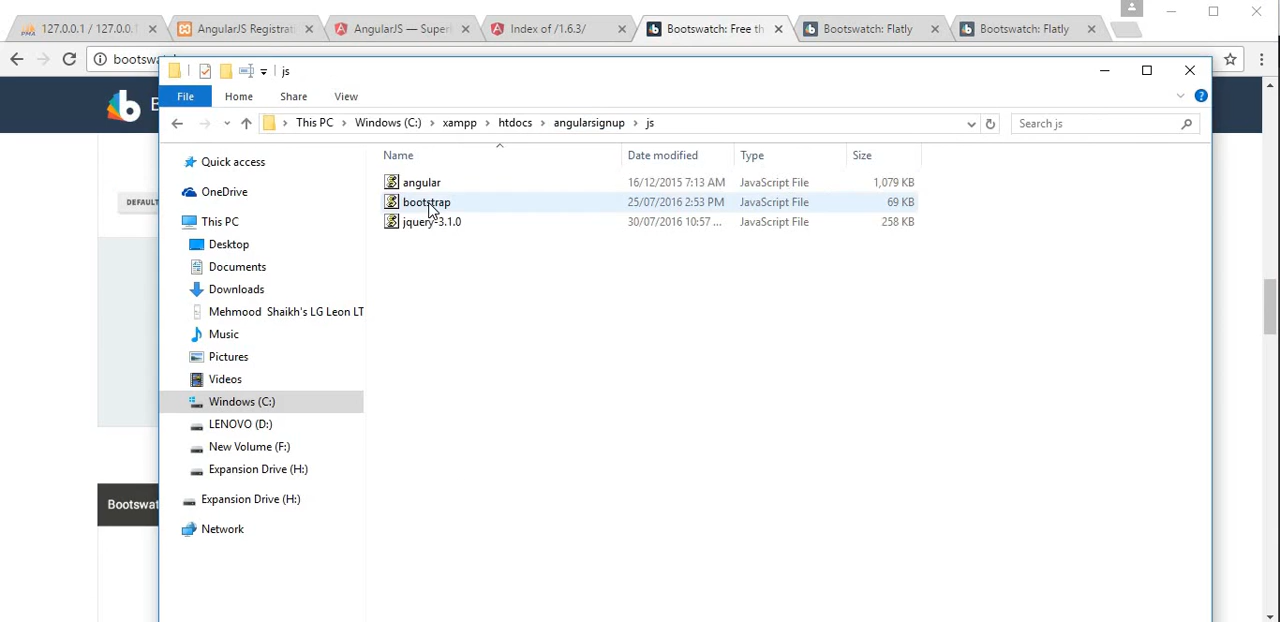 127.0.0.1 / 127.0.0.1
AngularJS Registrati
AngularJS — Super
Index of /1.6.3/
Bootswatch: Free th
Bootswatch: Flatly
Bootswatch: Flatly
js
File
Home
Share
View
This PC > Windows (C:) > xampp > htdocs > angularsignup > js
Search js
Name
Date modified
Type
Size
angular
16/12/2015 7:13 AM
JavaScript File
1,079 KB
bootstrap
25/07/2016 2:53 PM
JavaScript File
69 KB
jquery-3.1.0
30/07/2016 10:57 ...
JavaScript File
258 KB
Quick access
OneDrive
This PC
Desktop
Documents
Downloads
Mehmood Shaikh's LG Leon LT
Music
Pictures
Videos
Windows (C:)
LENOVO (D:)
New Volume (F:)
Expansion Drive (H:)
Expansion Drive (H:)
Network
DEFAULT